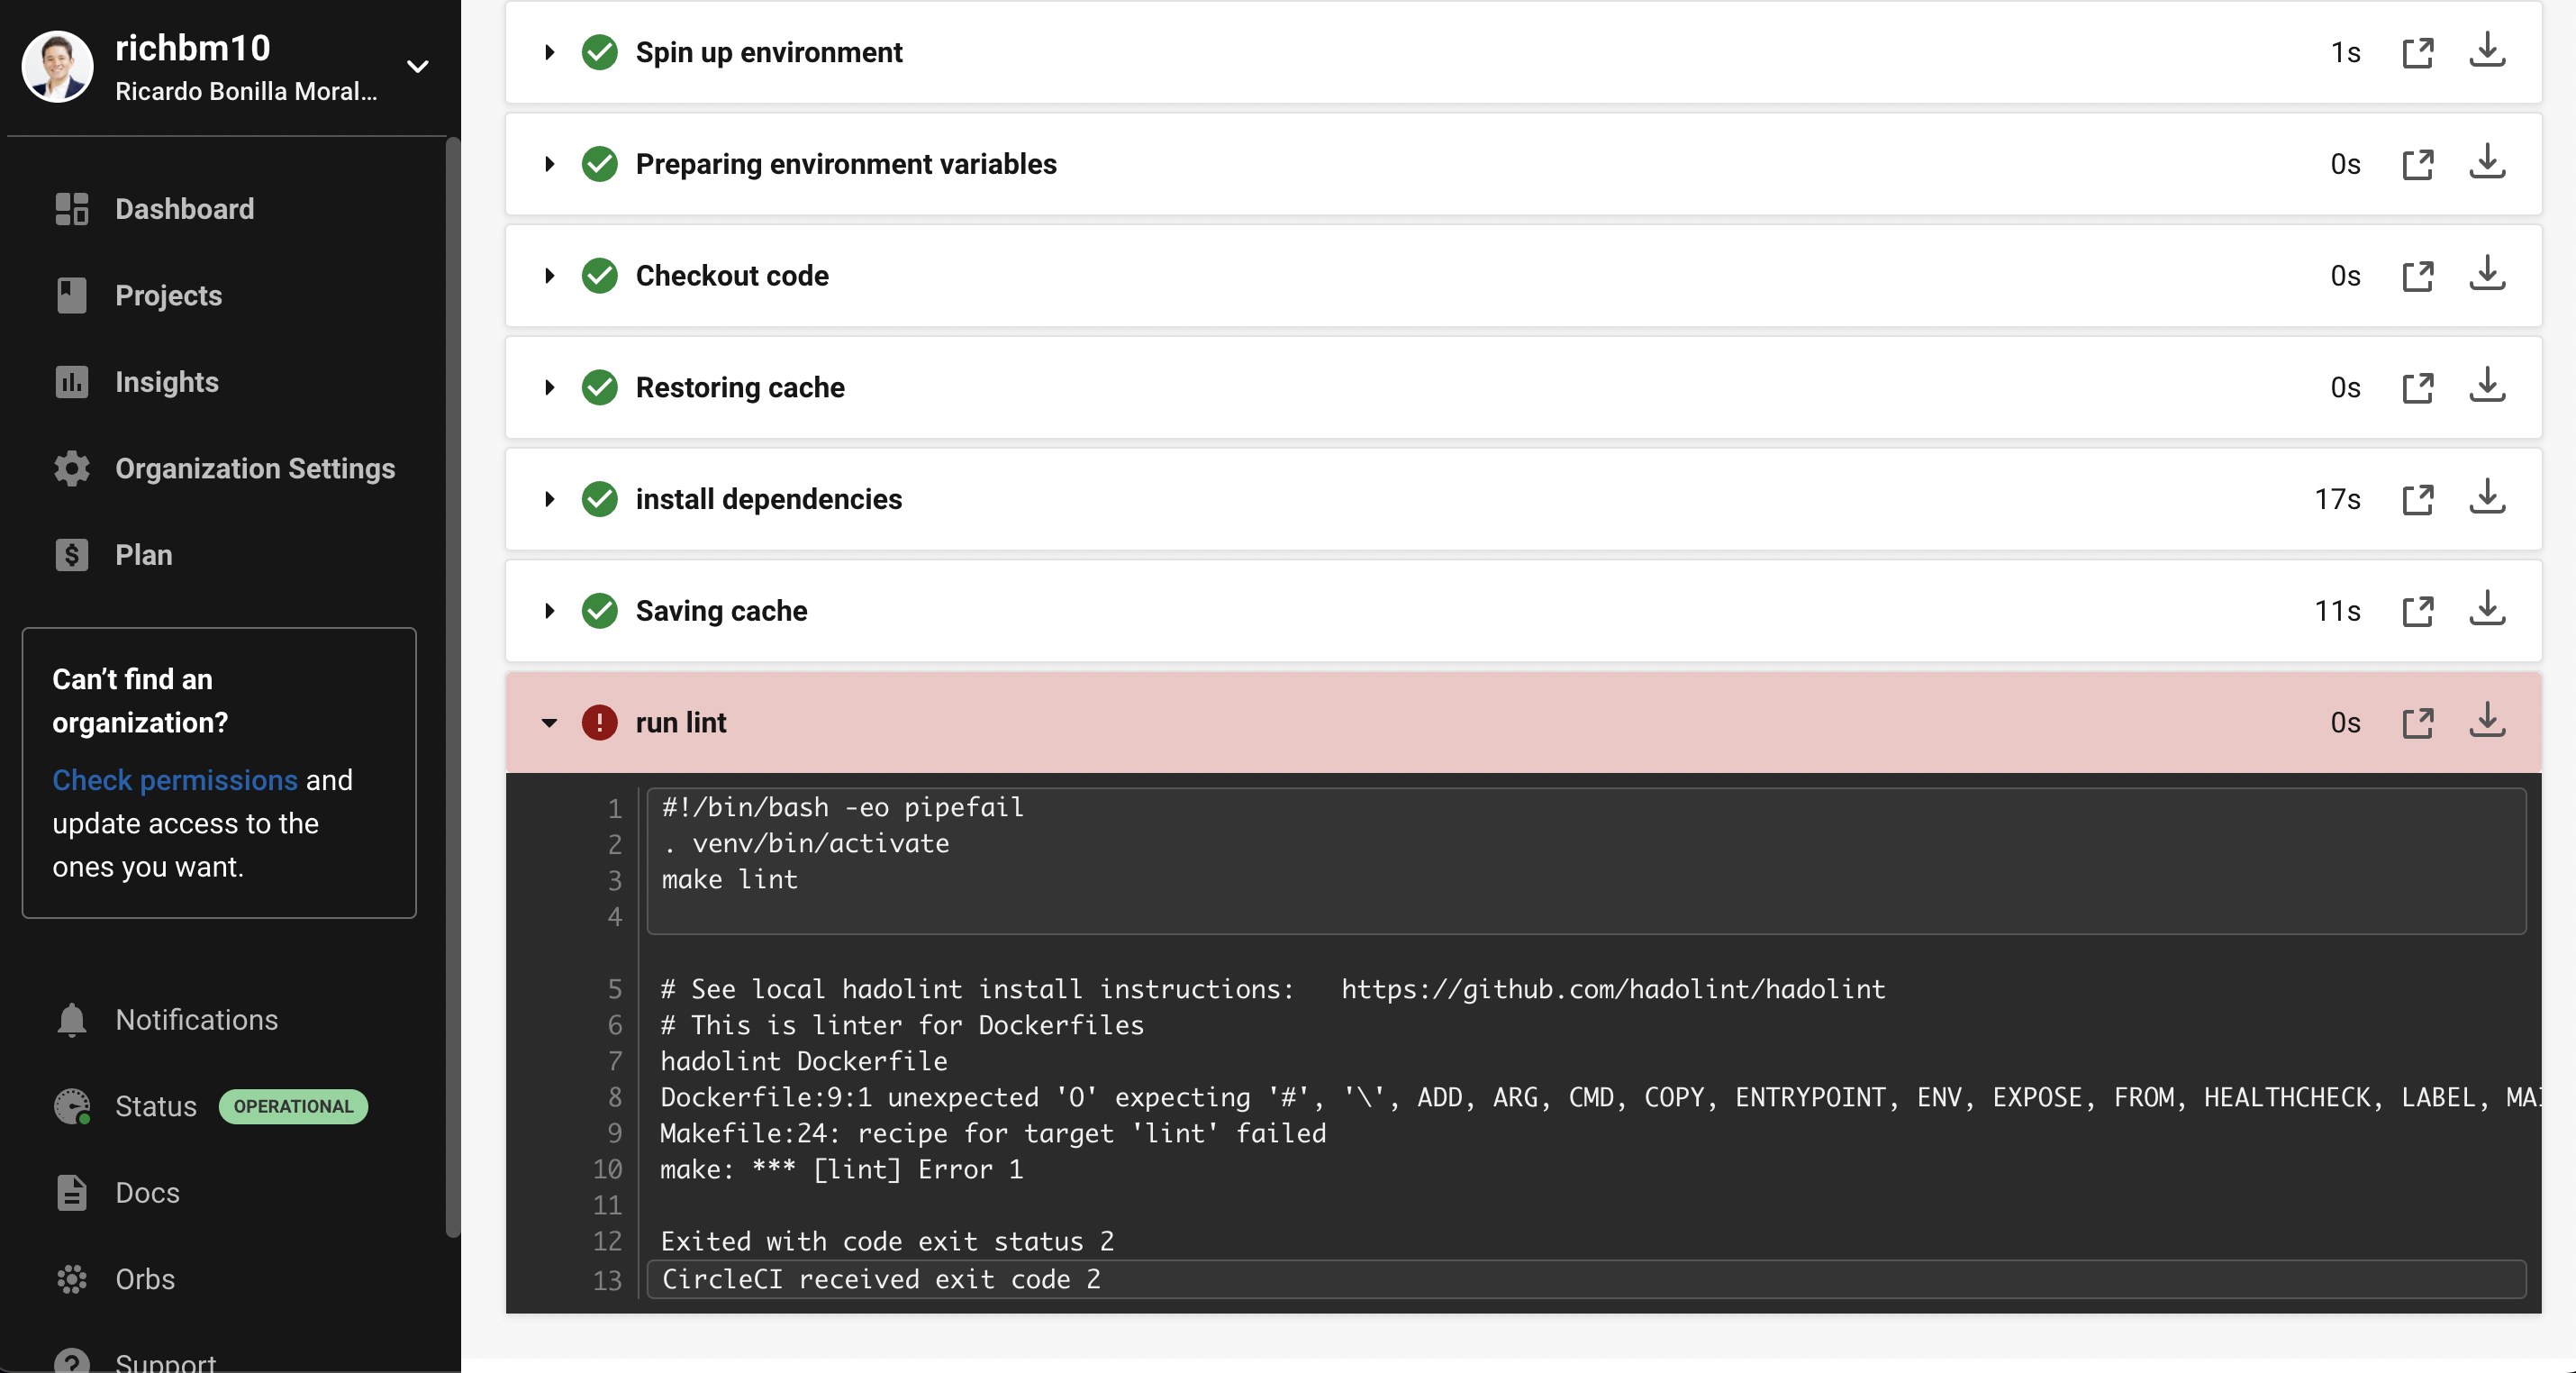 richbm10
Ricardo Bonilla Moral...
Dashboard
Projects
Insights
Organization Settings
Plan
Can’t find an
organization?
Check permissions and
update access to the
ones you want.
Notifications
Status OPERATIONAL
Docs
Orbs
Support
Spin up environment 1s
Preparing environment variables 0s
Checkout code 0s
Restoring cache 0s
install dependencies 17s
Saving cache 11s
run lint 0s
1 #!/bin/bash -eo pipefail
2 . venv/bin/activate
3 make lint
4
5 # See local hadolint install instructions:   https://github.com/hadolint/hadolint
6 # This is linter for Dockerfiles
7 hadolint Dockerfile
8 Dockerfile:9:1 unexpected 'O' expecting '#', '\', ADD, ARG, CMD, COPY, ENTRYPOINT, ENV, EXPOSE, FROM, HEALTHCHECK, LABEL, MAI
9 Makefile:24: recipe for target 'lint' failed
10 make: *** [lint] Error 1
11
12 Exited with code exit status 2
13 CircleCI received exit code 2